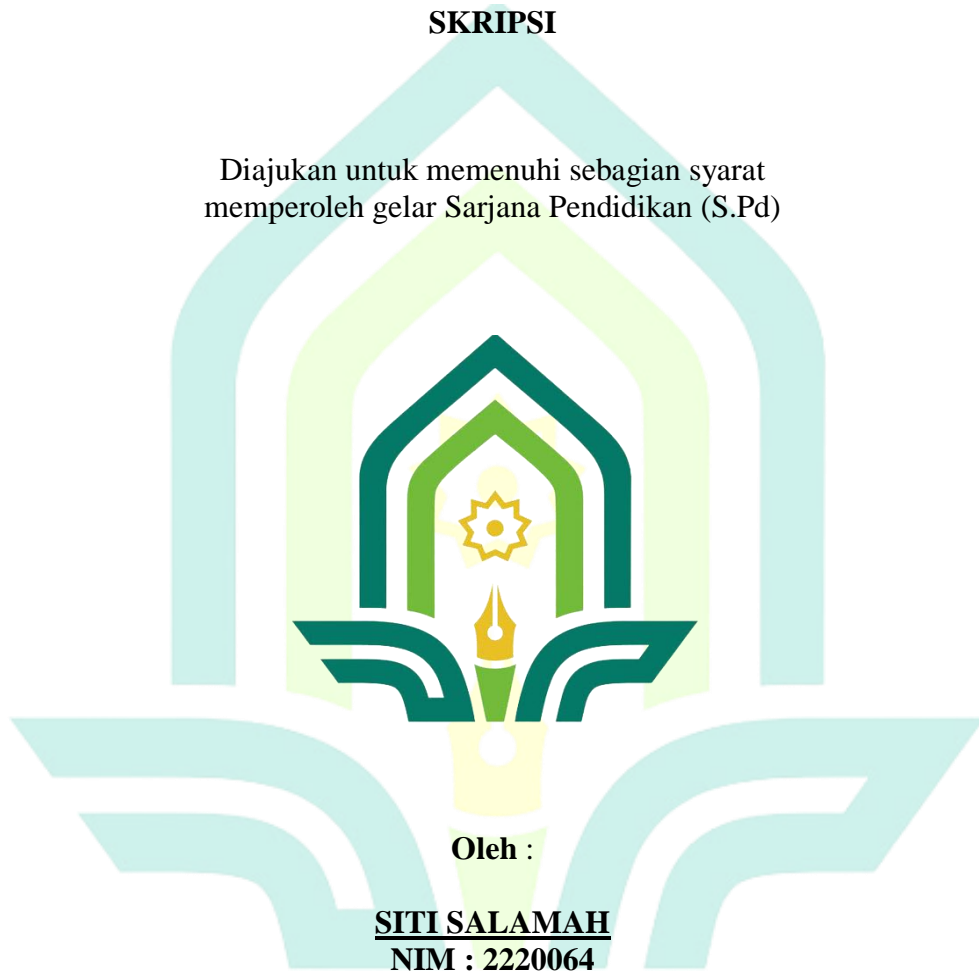 SKRIPSI
Diajukan untuk memenuhi sebagian syarat
memperoleh gelar Sarjana Pendidikan (S.Pd)
Oleh :
SITI SALAMAH
NIM : 2220064